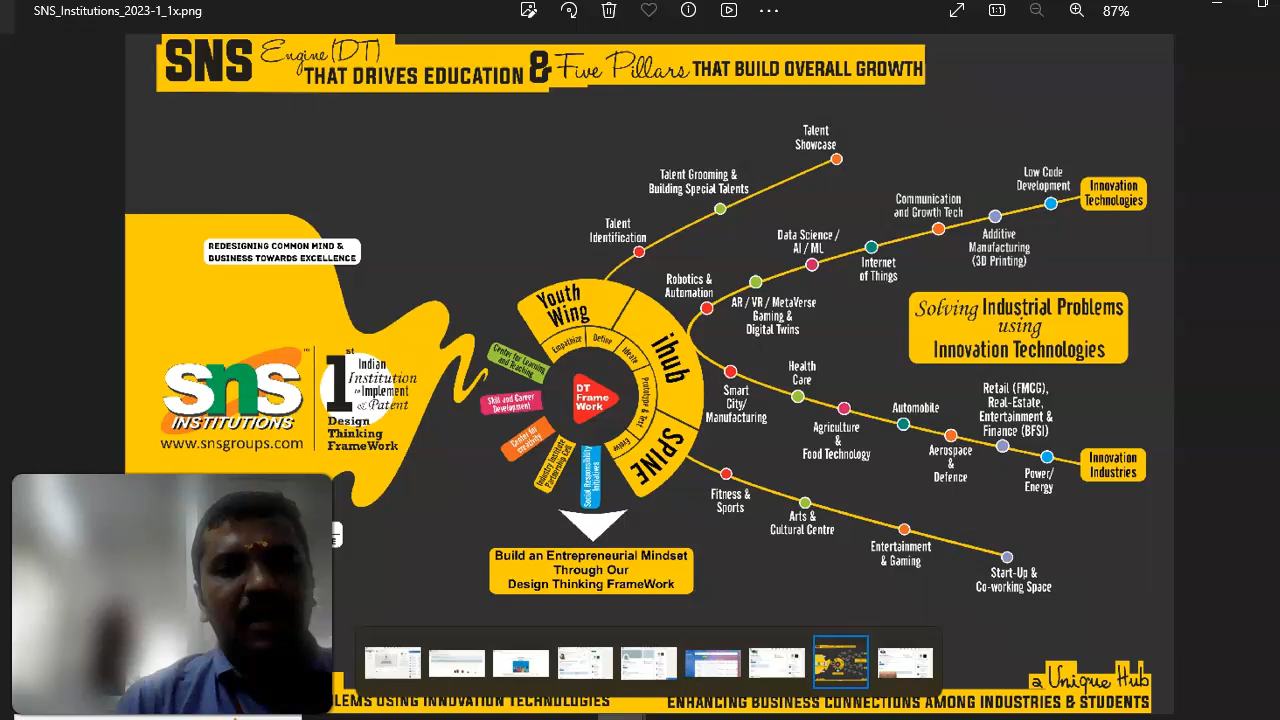 SNS_Institutions_2023-1_1x.png
87%
SNS Engine (DT)
THAT DRIVES EDUCATION & Five Pillars THAT BUILD OVERALL GROWTH
REDESIGNING COMMON MIND &
BUSINESS TOWARDS EXCELLENCE
sns
INSTITUTIONS
www.snsgroups.com
1st
Indian
Institution
to Implement
& Patent
Design
Thinking
FrameWork
Talent
Identification
Talent Grooming &
Building Special Talents
Talent
Showcase
Robotics &
Automation
AR / VR / MetaVerse
Gaming &
Digital Twins
Data Science /
AI / ML
Internet
of Things
Communication
and Growth Tech
Additive
Manufacturing
(3D Printing)
Low Code
Development
Innovation
Technologies
Solving Industrial Problems
using
Innovation Technologies
Youth
Wing
ihub
SPINE
Empathize
Define
Ideate
Prototype & Test
Evolve
DT
Frame
Work
Center for Learning
and Teaching
Skill and Career
Development
Center for
creativity
Industry Institute
Partnership Cell
Social Responsibility
Initiatives
Smart
City/
Manufacturing
Health
Care
Agriculture
&
Food Technology
Automobile
Aerospace
&
Defence
Retail (FMCG),
Real-Estate,
Entertainment &
Finance (BFSI)
Power/
Energy
Innovation
Industries
Fitness &
Sports
Arts &
Cultural Centre
Entertainment
& Gaming
Start-Up &
Co-working Space
Build an Entrepreneurial Mindset
Through Our
Design Thinking FrameWork
a Unique Hub
USING INNOVATION TECHNOLOGIES
ENHANCING BUSINESS CONNECTIONS AMONG INDUSTRIES & STUDENTS